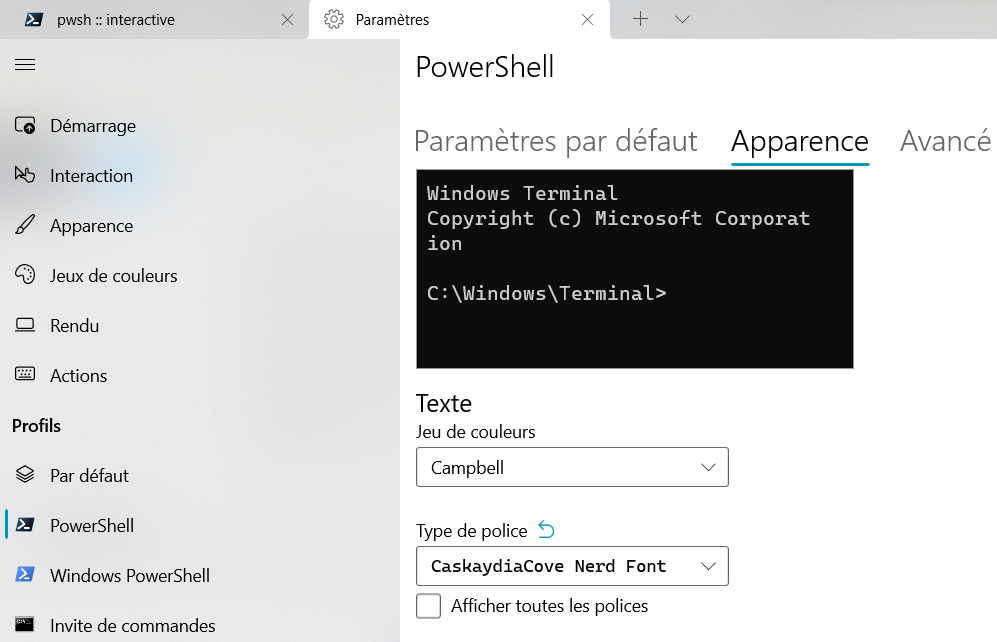 pwsh :: interactive
Paramètres
Démarrage
Interaction
Apparence
Jeux de couleurs
Rendu
Actions
Profils
Par défaut
PowerShell
Windows PowerShell
Invite de commandes
PowerShell
Paramètres par défaut Apparence Avancé
Windows Terminal
Copyright (c) Microsoft Corporat
ion
C:\Windows\Terminal>
Texte
Jeu de couleurs
Campbell
Type de police
CaskaydiaCove Nerd Font
Afficher toutes les polices